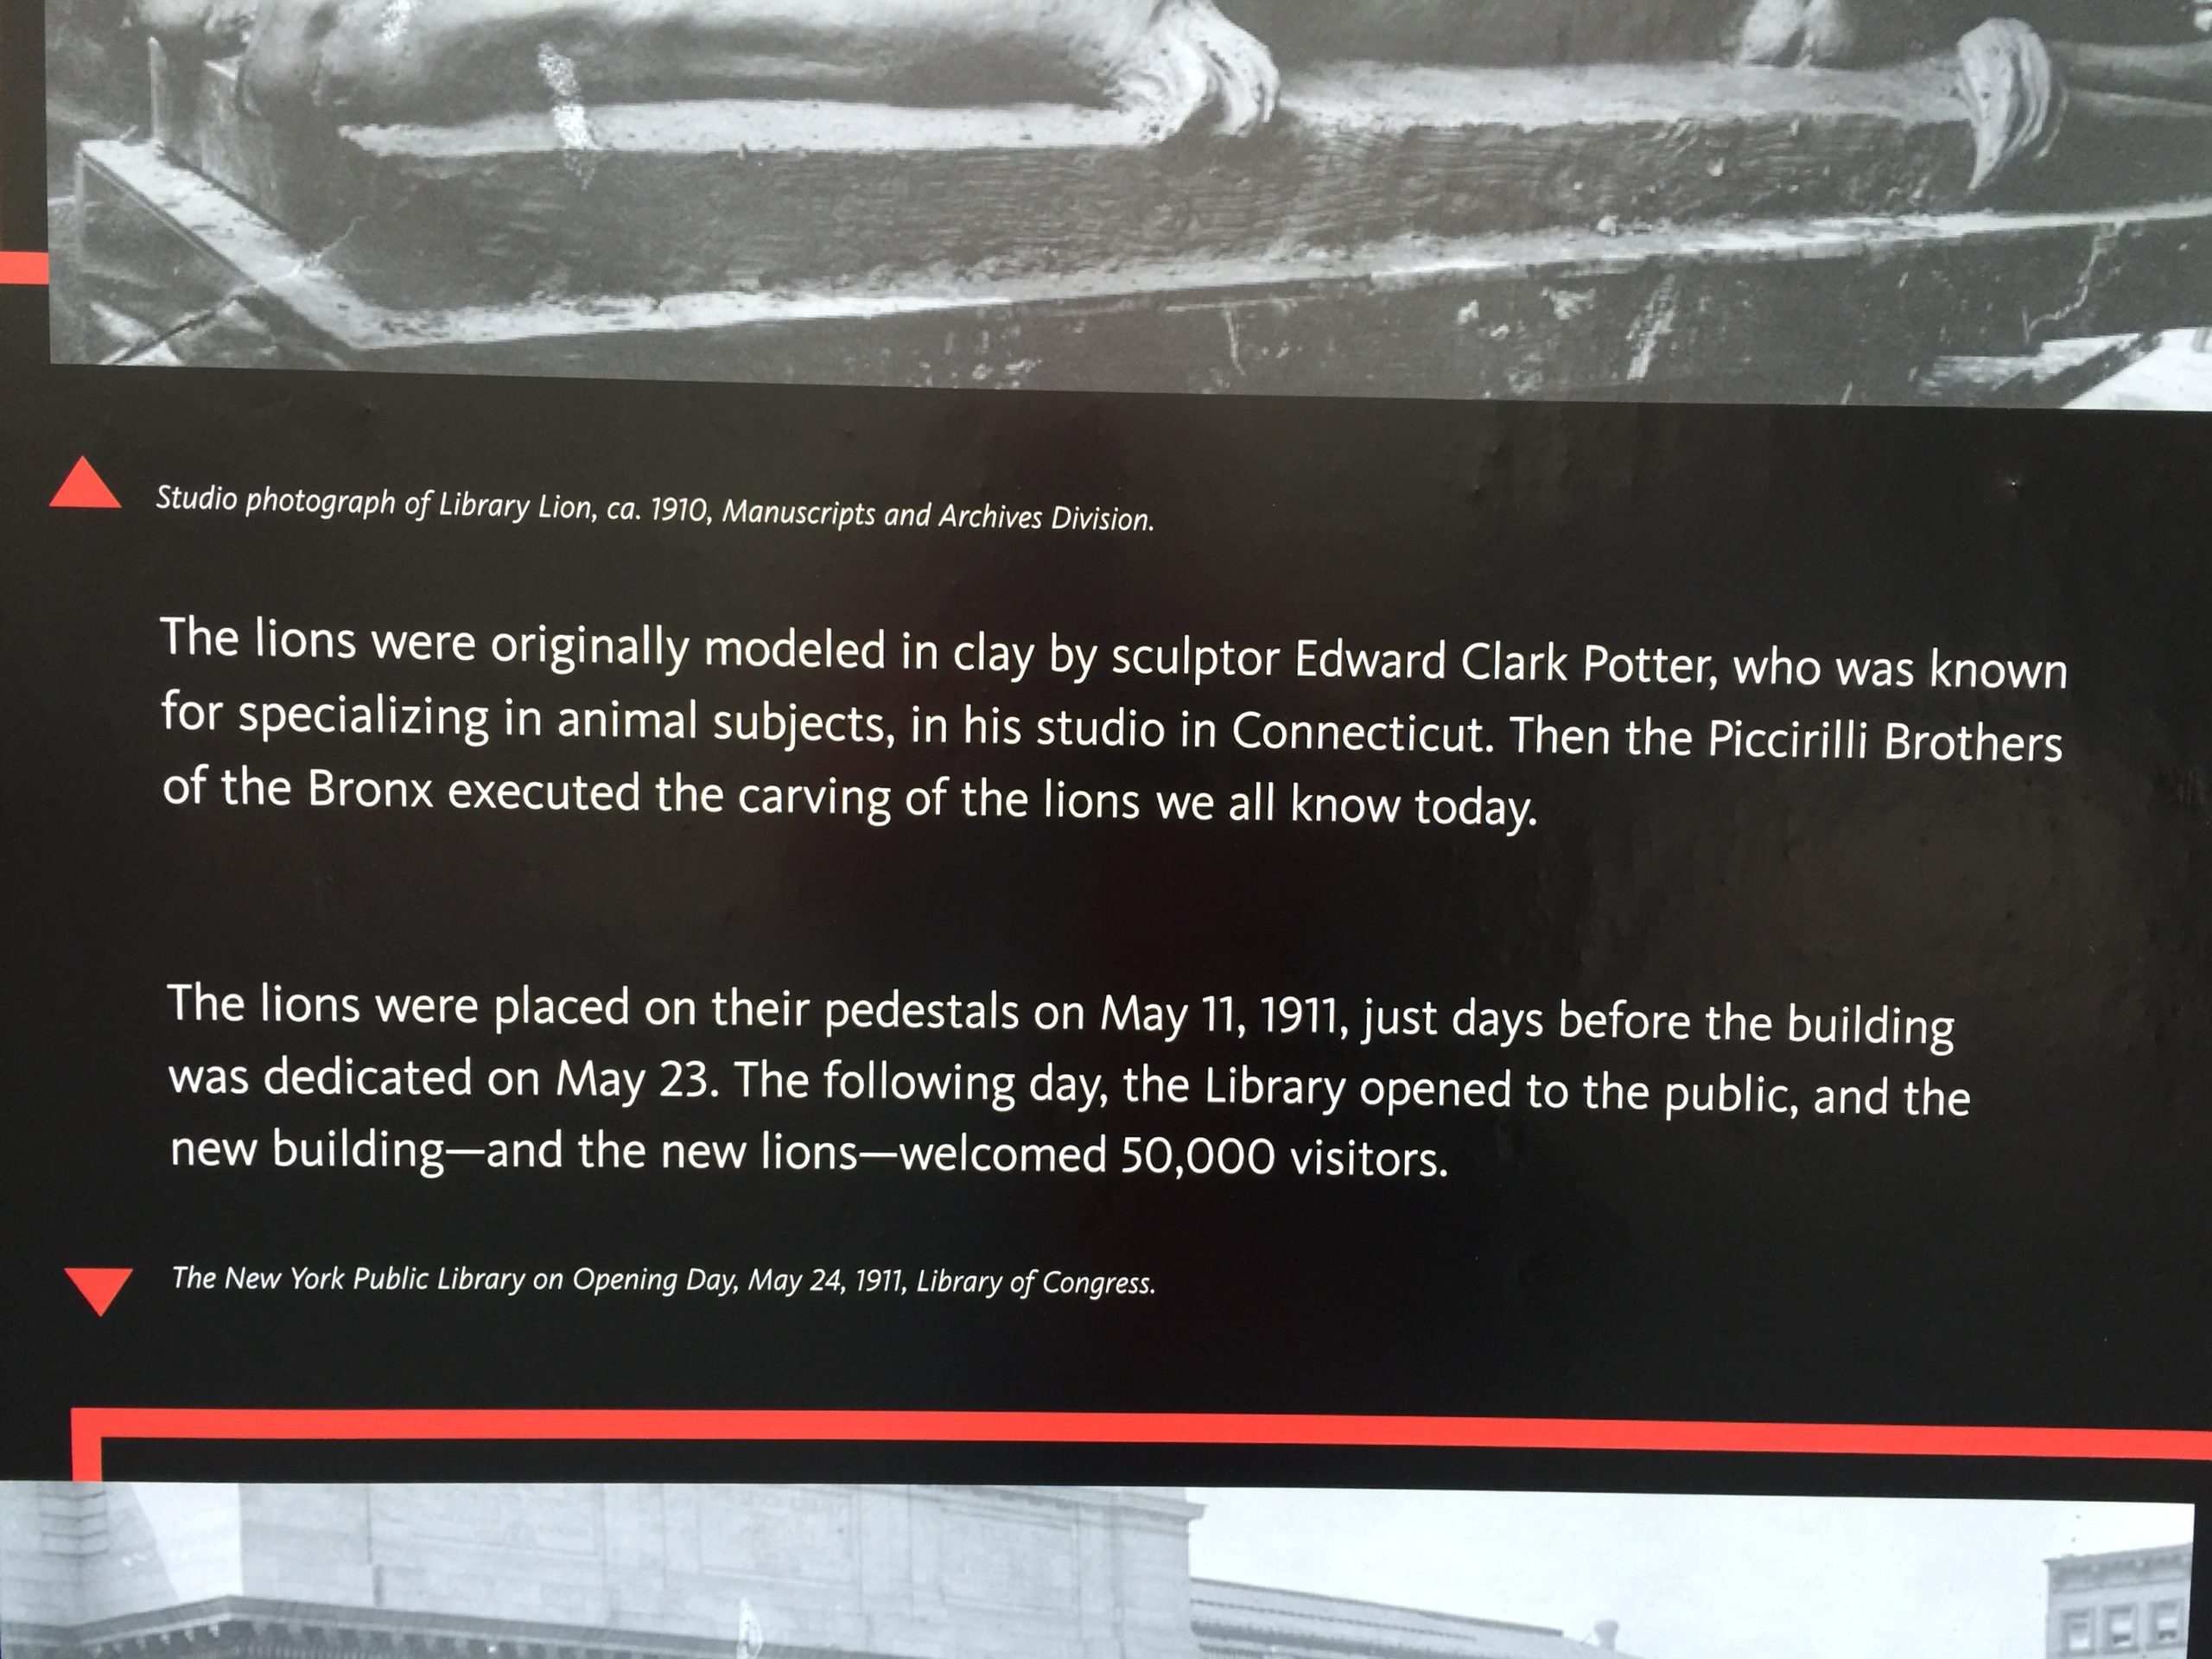 Studio photograph of Library Lion, ca. 1910, Manuscripts and Archives Division.
The lions were originally modeled in clay by sculptor Edward Clark Potter, who was known
for specializing in animal subjects, in his studio in Connecticut. Then the Piccirilli Brothers
of the Bronx executed the carving of the lions we all know today.
The lions were placed on their pedestals on May 11, 1911, just days before the building
was dedicated on May 23. The following day, the Library opened to the public, and the
new building—and the new lions—welcomed 50,000 visitors.
The New York Public Library on Opening Day, May 24, 1911, Library of Congress.